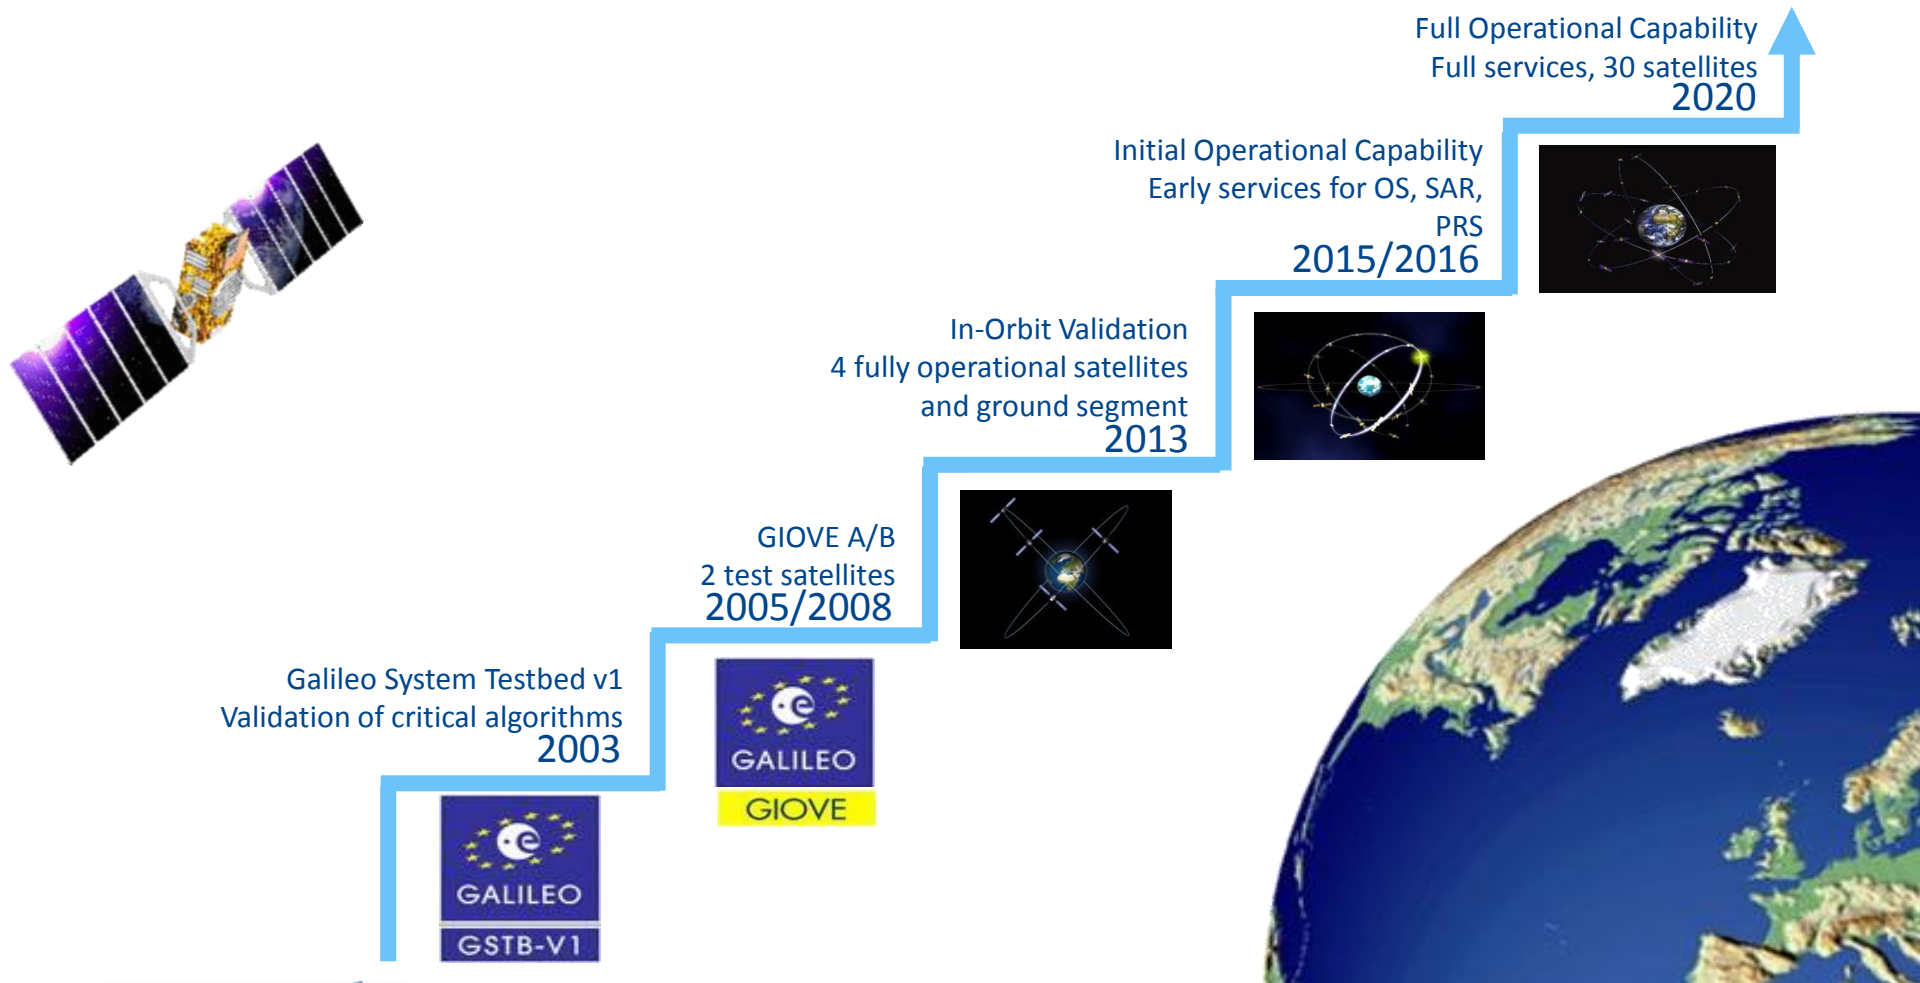 Full Operational Capability
Full services, 30 satellites
2020
Initial Operational Capability
Early services for OS, SAR,
PRS
2015/2016
In-Orbit Validation
4 fully operational satellites
and ground segment
2013
GIOVE A/B
2 test satellites
2005/2008
Galileo System Testbed v1
Validation of critical algorithms
2003
e
GALILEO
GIOVE
e
GALILEO
GSTB-V1